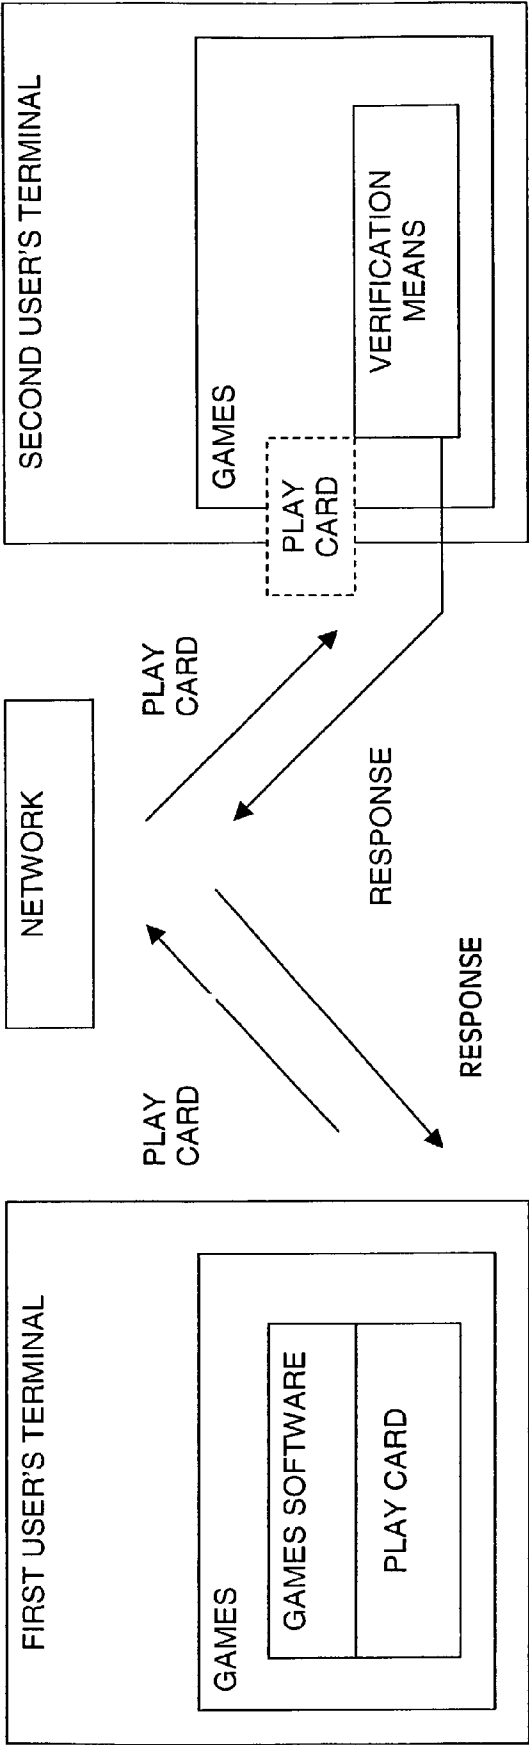 FIRST USER'S TERMINAL
GAMES
GAMES SOFTWARE
PLAY CARD
PLAY
CARD
NETWORK
RESPONSE
RESPONSE
PLAY
CARD
SECOND USER'S TERMINAL
GAMES
PLAY
CARD
VERIFICATION
MEANS